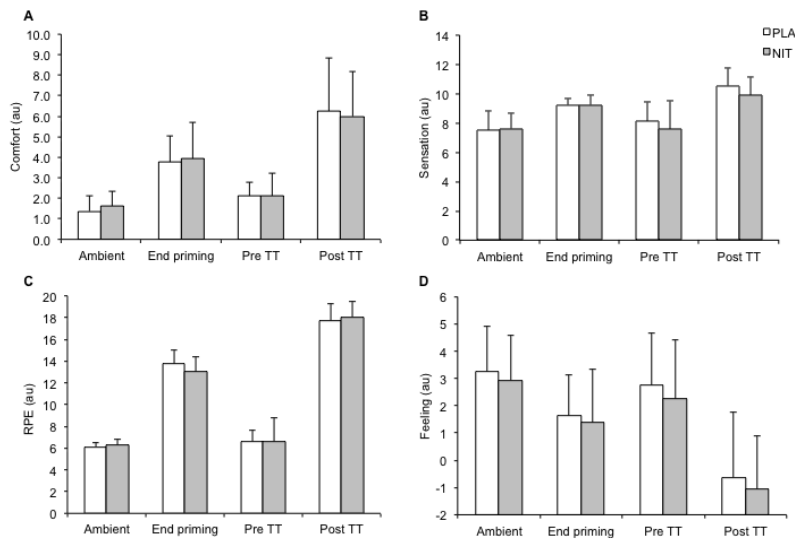 A
10.0
9.0
8.0
7.0
6.0
5.0
4.0
3.0
2.0
1.0
0.0
Comfort (au)
Ambient End priming Pre TT Post TT
B
14
12
10
8
6
4
2
0
Sensation (au)
PLA
NIT
Ambient End priming Pre TT Post TT
C
20
18
16
14
12
10
8
6
4
2
0
RPE (au)
Ambient End priming Pre TT Post TT
D
6
5
4
3
2
1
0
-1
-2
Feeling (au)
Ambient End priming Pre TT Post TT